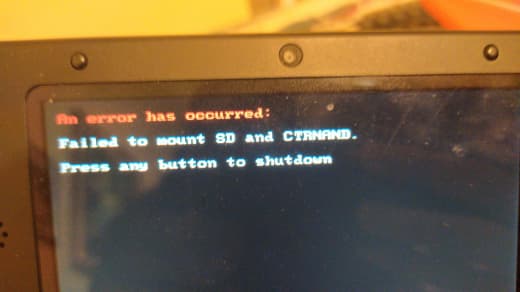 An error has occurred:
Failed to mount SD and CTRNAND.
Press any button to shutdown